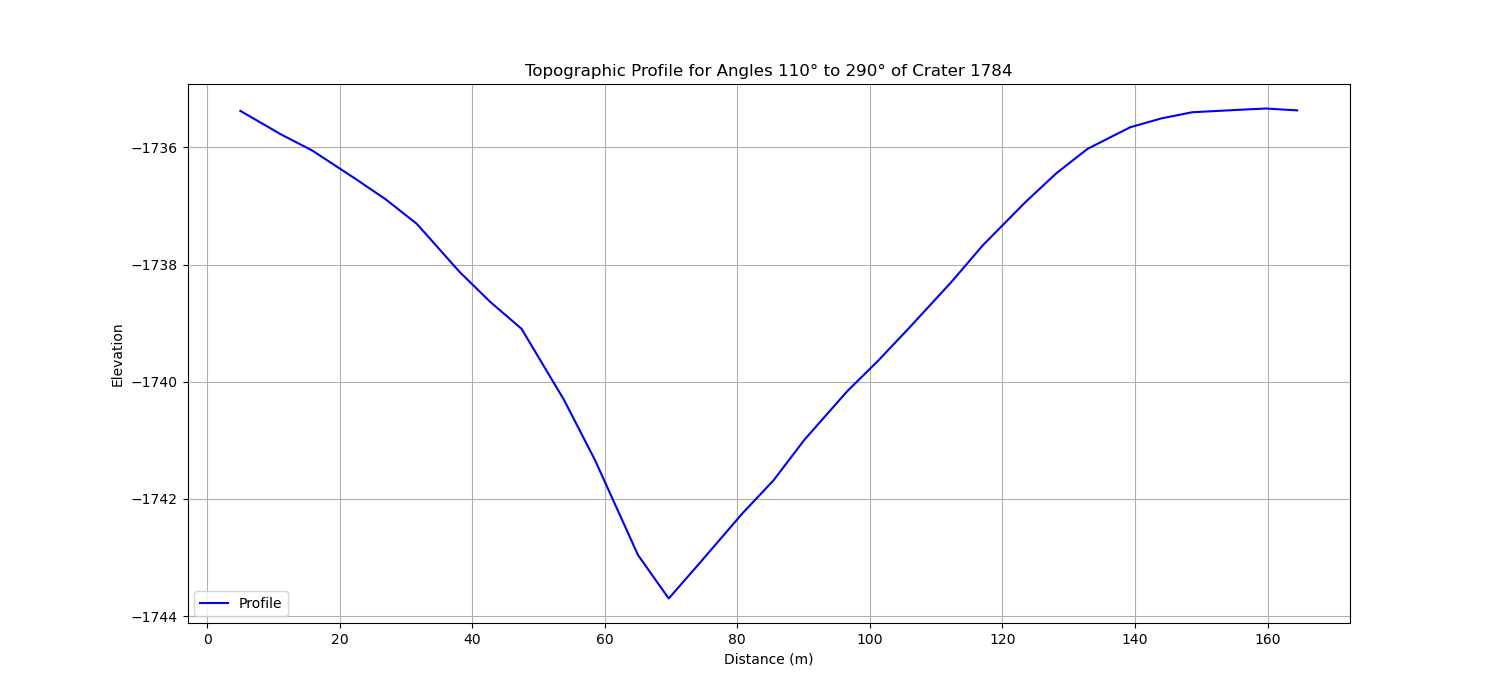 Topographic Profile for Angles 110° to 290° of Crater 1784
−1736
−1738
−1740
−1742
−1744
Elevation
Profile
0 20 40 60 80 100 120 140 160
Distance (m)